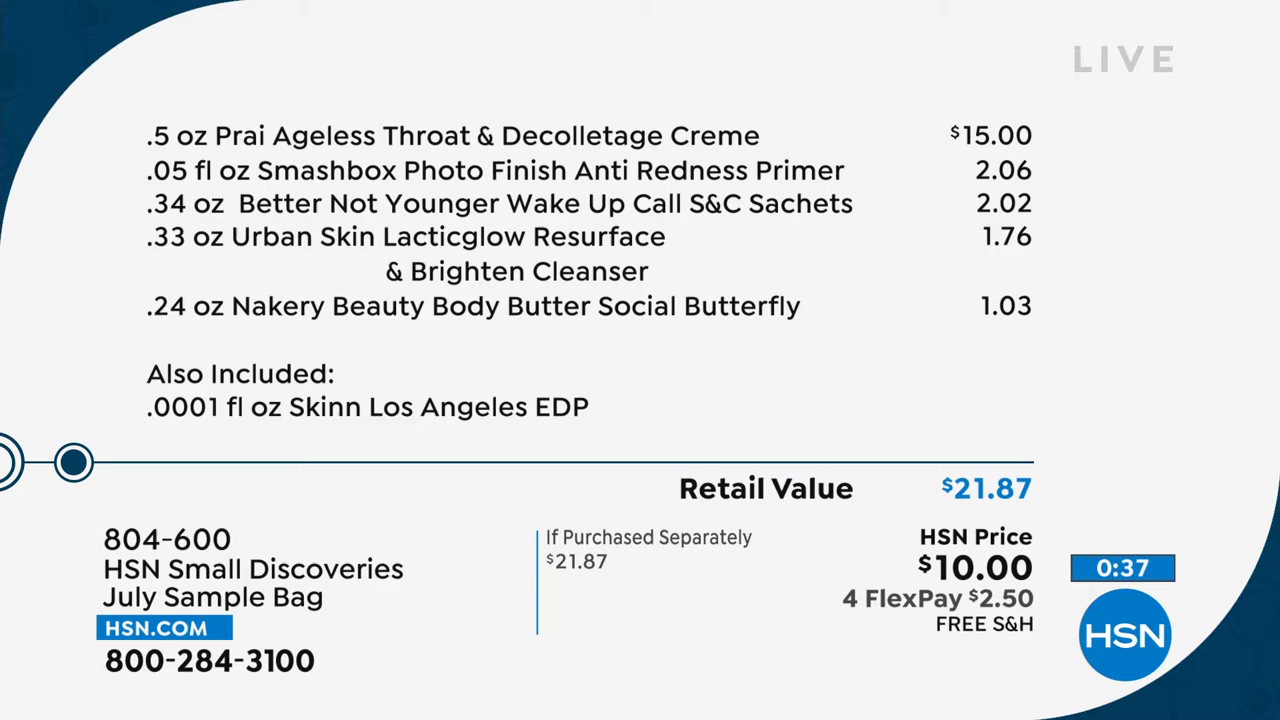 LIVE
.5 oz Prai Ageless Throat & Decolletage Creme $15.00
.05 fl oz Smashbox Photo Finish Anti Redness Primer 2.06
.34 oz Better Not Younger Wake Up Call S&C Sachets 2.02
.33 oz Urban Skin Lacticglow Resurface 1.76
& Brighten Cleanser
.24 oz Nakery Beauty Body Butter Social Butterfly 1.03
Also Included:
.0001 fl oz Skinn Los Angeles EDP
Retail Value $21.87
804-600
HSN Small Discoveries
July Sample Bag
HSN.COM
800-284-3100
If Purchased Separately
$21.87
HSN Price
$10.00
4 FlexPay $2.50
FREE S&H
0:37
HSN